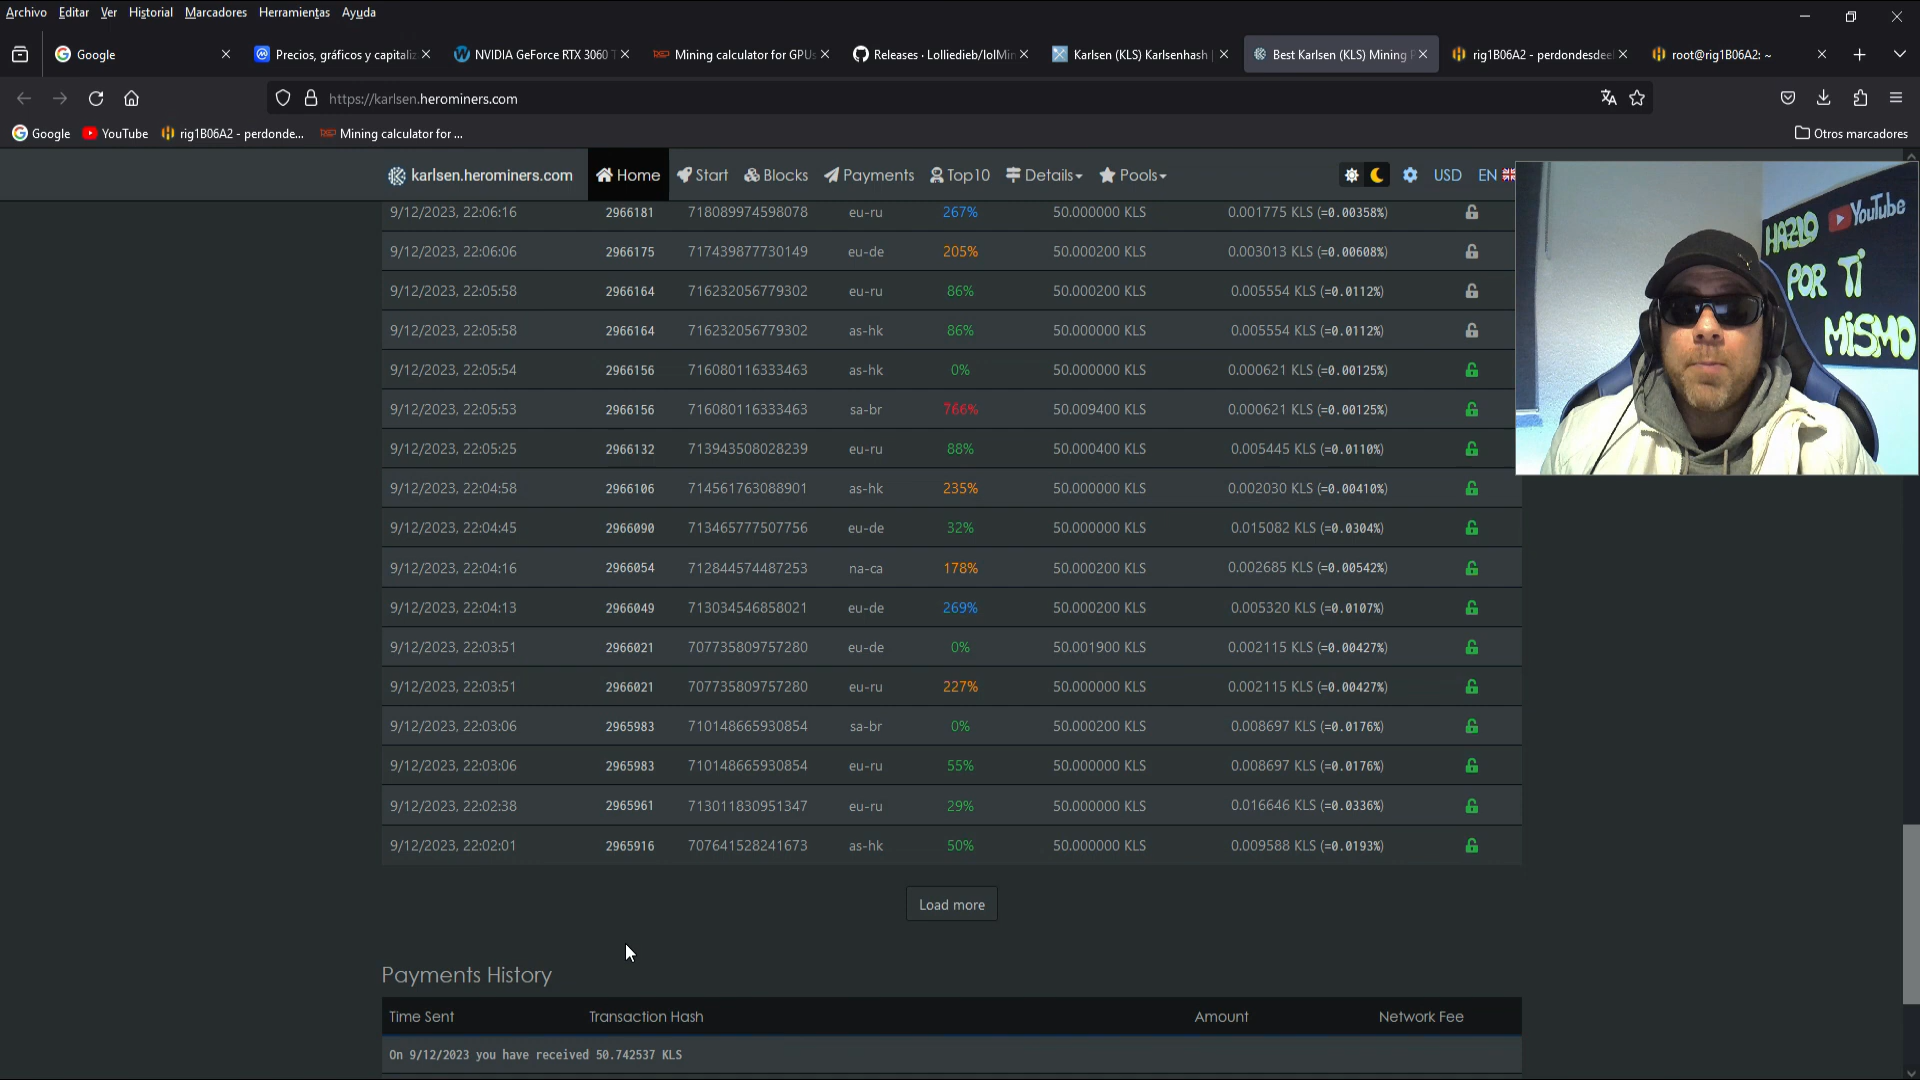 Archivo Editar Ver Historial Marcadores Herramientas Ayuda
Google
Precios, gráficos y capitaliz
NVIDIA GeForce RTX 3060 T
Mining calculator for GPUs
Releases · Lolliedieb/lolMin
Karlsen (KLS) Karlsenhash |
Best Karlsen (KLS) Mining P
rig1B06A2 - perdondesdeel
root@rig1B06A2: ~
https://karlsen.herominers.com
Google YouTube rig1B06A2 - perdonde... Mining calculator for ... Otros marcadores
karlsen.herominers.com Home Start Blocks Payments Top10 Details Pools USD EN
9/12/2023, 22:06:16 2966181 718089974598078 eu-ru 267% 50.000000 KLS 0.001775 KLS (=0.00358%)
9/12/2023, 22:06:06 2966175 717439877730149 eu-de 205% 50.000200 KLS 0.003013 KLS (=0.00608%)
9/12/2023, 22:05:58 2966164 716232056779302 eu-ru 86% 50.000200 KLS 0.005554 KLS (=0.0112%)
9/12/2023, 22:05:58 2966164 716232056779302 as-hk 86% 50.000000 KLS 0.005554 KLS (=0.0112%)
9/12/2023, 22:05:54 2966156 716080116333463 as-hk 0% 50.000000 KLS 0.000621 KLS (=0.00125%)
9/12/2023, 22:05:53 2966156 716080116333463 sa-br 766% 50.009400 KLS 0.000621 KLS (=0.00125%)
9/12/2023, 22:05:25 2966132 713943508028239 eu-ru 88% 50.000400 KLS 0.005445 KLS (=0.0110%)
9/12/2023, 22:04:58 2966106 714561763088901 as-hk 235% 50.000000 KLS 0.002030 KLS (=0.00410%)
9/12/2023, 22:04:45 2966090 713465777507756 eu-de 32% 50.000000 KLS 0.015082 KLS (=0.0304%)
9/12/2023, 22:04:16 2966054 712844574487253 na-ca 178% 50.000200 KLS 0.002685 KLS (=0.00542%)
9/12/2023, 22:04:13 2966049 713034546858021 eu-de 269% 50.000200 KLS 0.005320 KLS (=0.0107%)
9/12/2023, 22:03:51 2966021 707735809757280 eu-de 0% 50.001900 KLS 0.002115 KLS (=0.00427%)
9/12/2023, 22:03:51 2966021 707735809757280 eu-ru 227% 50.000000 KLS 0.002115 KLS (=0.00427%)
9/12/2023, 22:03:06 2965983 710148665930854 sa-br 0% 50.000200 KLS 0.008697 KLS (=0.0176%)
9/12/2023, 22:03:06 2965983 710148665930854 eu-ru 55% 50.000000 KLS 0.008697 KLS (=0.0176%)
9/12/2023, 22:02:38 2965961 713011830951347 eu-ru 29% 50.000000 KLS 0.016646 KLS (=0.0336%)
9/12/2023, 22:02:01 2965916 707641528241673 as-hk 50% 50.000000 KLS 0.009588 KLS (=0.0193%)
Load more
Payments History
Time Sent Transaction Hash Amount Network Fee
On 9/12/2023 you have received 50.742537 KLS
YouTube
HAZLO
POR TI
MISMO